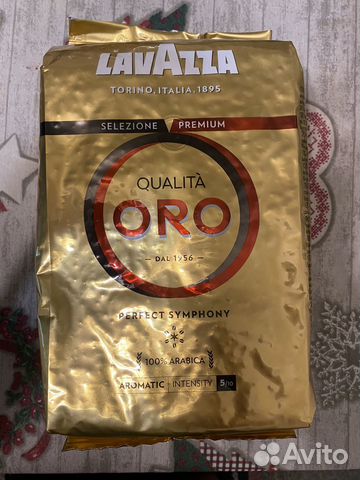 LAVAZZA
TORINO, ITALIA, 1895
SELEZIONE PREMIUM
QUALITÀ
ORO
DAL 1956
PERFECT SYMPHONY
100% ARABICA
AROMATIC - INTENSITY 5/10
Avito